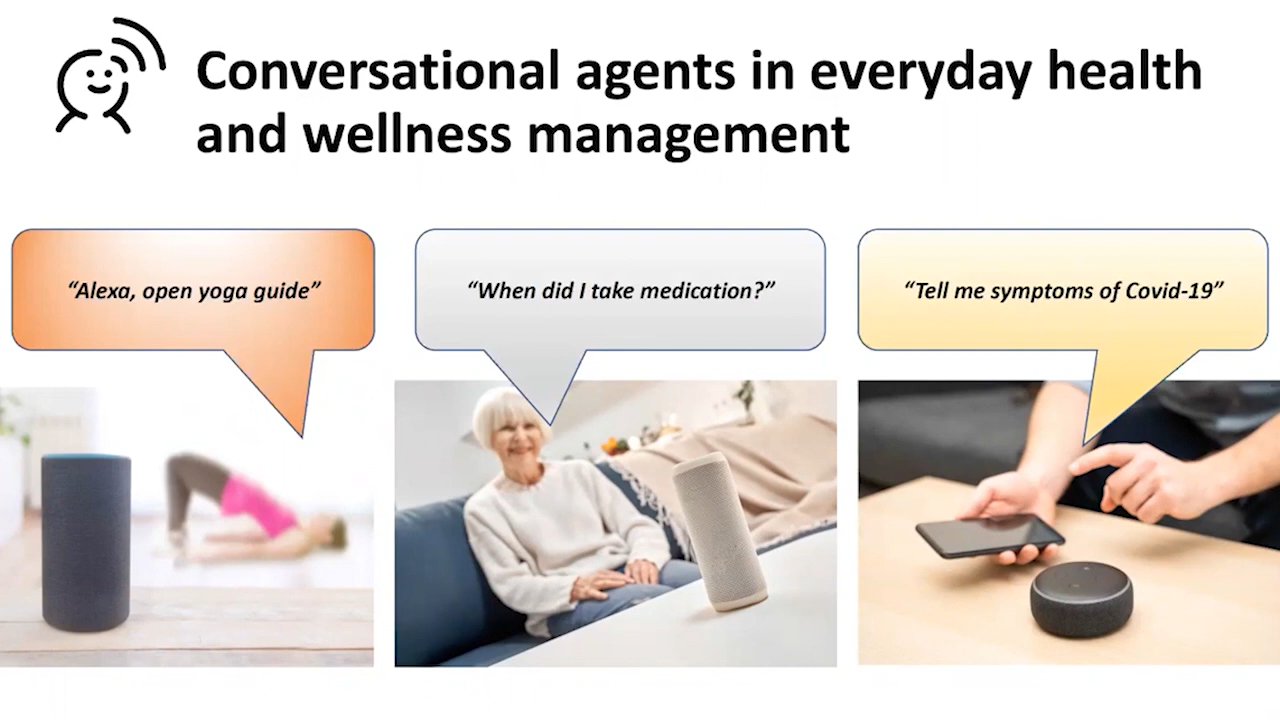 Conversational agents in everyday health
and wellness management
“Alexa, open yoga guide”
“When did I take medication?”
“Tell me symptoms of Covid-19”